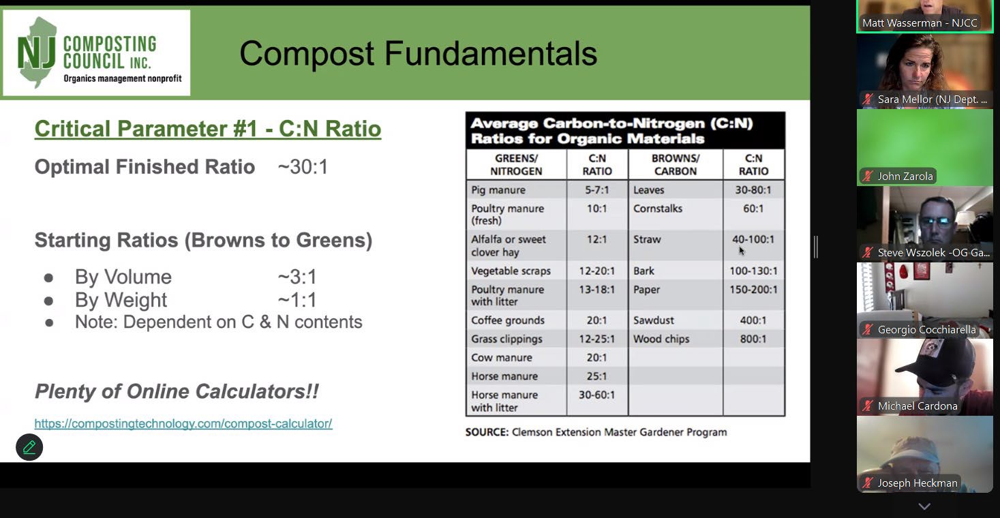 NJ COMPOSTING
COUNCIL INC.
Organics management nonprofit
Compost Fundamentals
Critical Parameter #1 - C:N Ratio
Optimal Finished Ratio ~30:1
Starting Ratios (Browns to Greens)
● By Volume ~3:1
● By Weight ~1:1
● Note: Dependent on C & N contents
Plenty of Online Calculators!!
https://compostingtechnology.com/compost-calculator/
Average Carbon-to-Nitrogen (C:N)
Ratios for Organic Materials
GREENS/ C:N BROWNS/ C:N
NITROGEN RATIO CARBON RATIO
Pig manure 5-7:1 Leaves 30-80:1
Poultry manure 10:1 Cornstalks 60:1
(fresh)
Alfalfa or sweet 12:1 Straw 40-100:1
clover hay
Vegetable scraps 12-20:1 Bark 100-130:1
Poultry manure 13-18:1 Paper 150-200:1
with litter
Coffee grounds 20:1 Sawdust 400:1
Grass clippings 12-25:1 Wood chips 800:1
Cow manure 20:1
Horse manure 25:1
Horse manure 30-60:1
with litter
SOURCE: Clemson Extension Master Gardener Program
Matt Wasserman - NJCC
Sara Mellor (NJ Dept. ...
John Zarola
Steve Wszolek -OG Ga...
Georgio Cocchiarella
Michael Cardona
Joseph Heckman